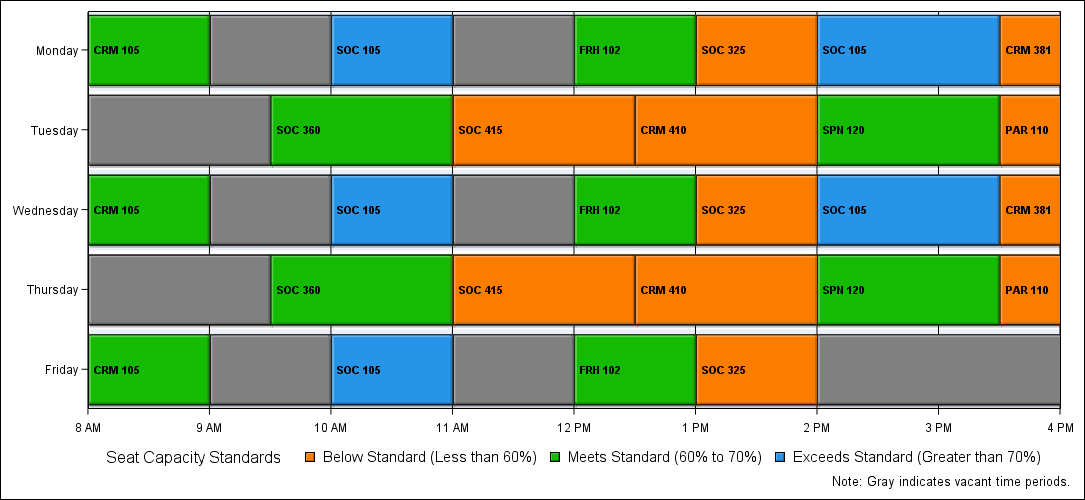 Monday CRM 105 SOC 105 FRH 102 SOC 325 SOC 105 CRM 381
Tuesday SOC 360 SOC 415 CRM 410 SPN 120 PAR 110
Wednesday CRM 105 SOC 105 FRH 102 SOC 325 SOC 105 CRM 381
Thursday SOC 360 SOC 415 CRM 410 SPN 120 PAR 110
Friday CRM 105 SOC 105 FRH 102 SOC 325
8 AM 9 AM 10 AM 11 AM 12 PM 1 PM 2 PM 3 PM 4 PM
Seat Capacity Standards Below Standard (Less than 60%) Meets Standard (60% to 70%) Exceeds Standard (Greater than 70%)
Note: Gray indicates vacant time periods.